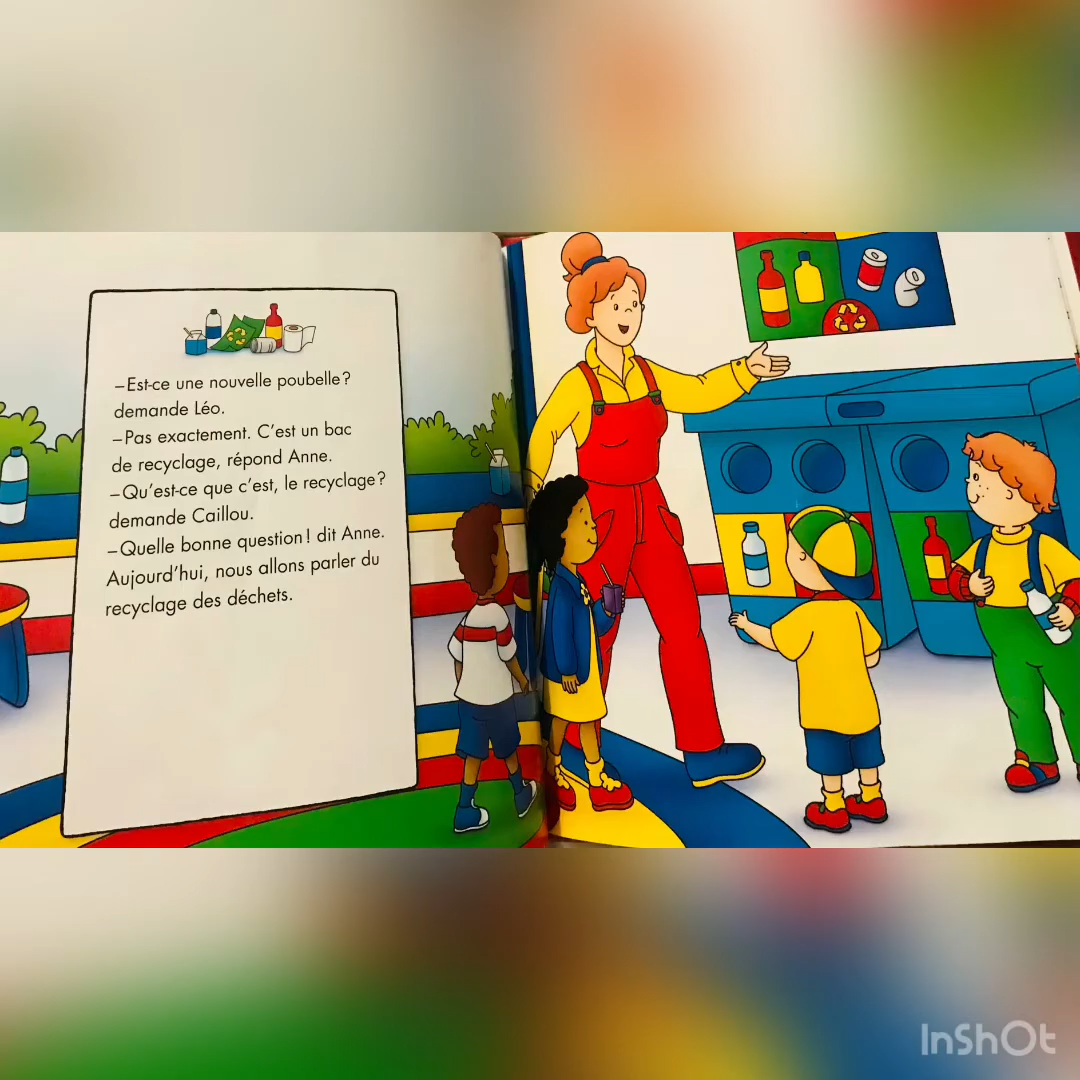 –Est-ce une nouvelle poubelle?
demande Léo.
–Pas exactement. C'est un bac
de recyclage, répond Anne.
–Qu'est-ce que c'est, le recyclage?
demande Caillou.
–Quelle bonne question! dit Anne.
Aujourd'hui, nous allons parler du
recyclage des déchets.
InShOt